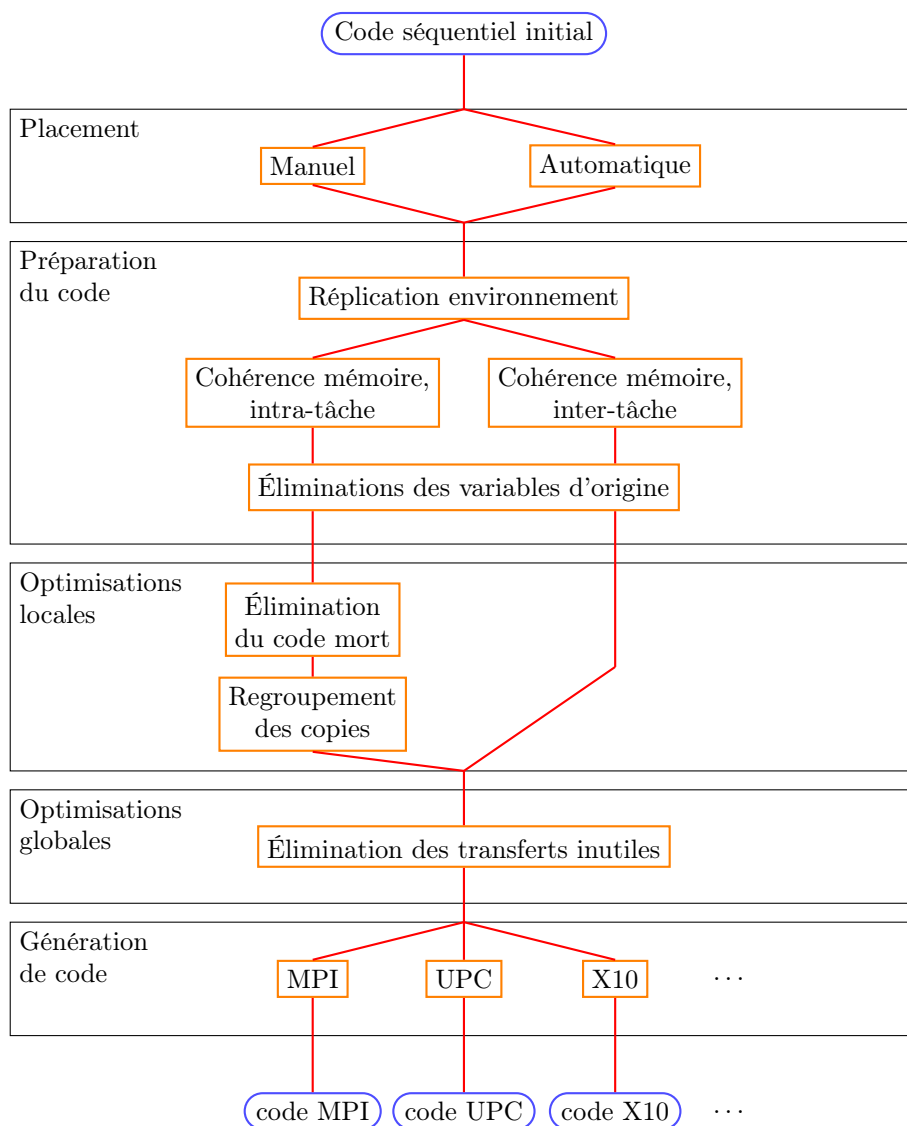 Code séquentiel initial
Placement
Manuel
Automatique
Préparation
du code
Réplication environnement
Cohérence mémoire,
intra-tâche
Cohérence mémoire,
inter-tâche
Éliminations des variables d'origine
Optimisations
locales
Élimination
du code mort
Regroupement
des copies
Optimisations
globales
Élimination des transferts inutiles
Génération
de code
MPI
UPC
X10
...
code MPI
code UPC
code X10
...